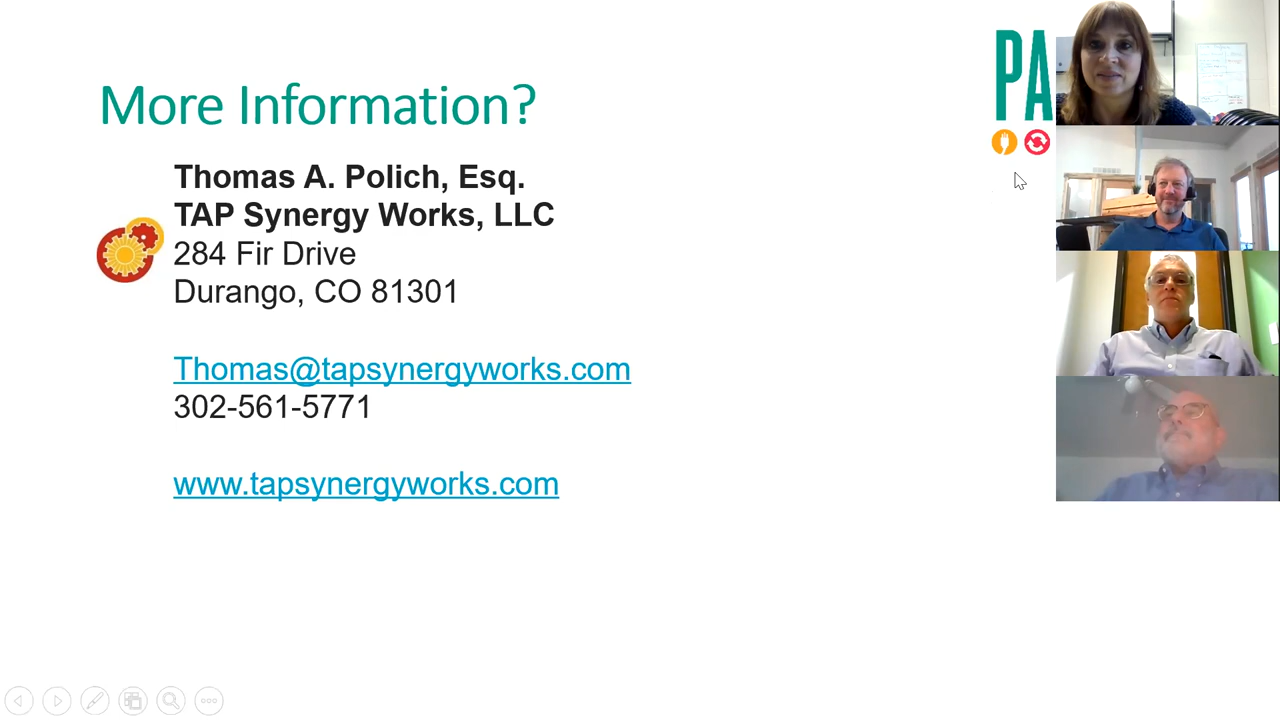 More Information?
Thomas A. Polich, Esq.
TAP Synergy Works, LLC
284 Fir Drive
Durango, CO 81301
Thomas@tapsynergyworks.com
302-561-5771
www.tapsynergyworks.com
PA